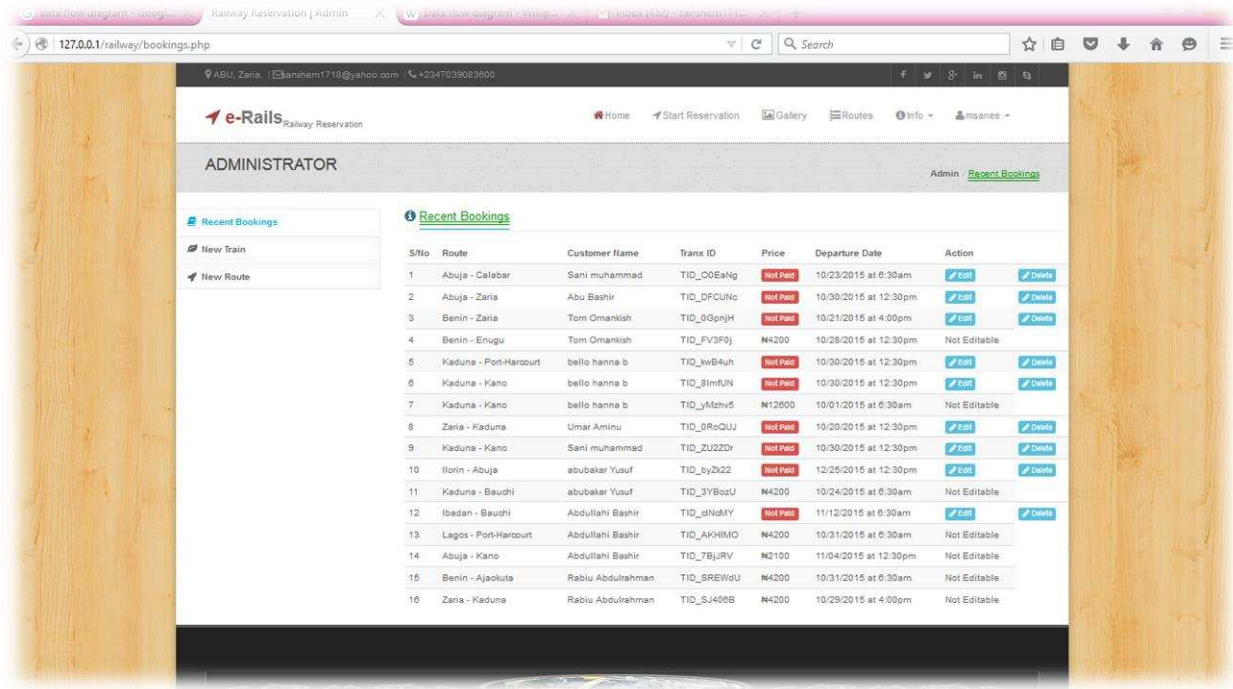 data flow diagram - Googl...
Railway Reservation | Admin
Data flow diagram - Wikip...
Inbox (432) - sanshem171...
127.0.0.1/railway/bookings.php
Search
ABU, Zaria. | sanshem1718@yahoo.com | +2347039083600
e-Rails Railway Reservation
Home Start Reservation Gallery Routes Info msanee
ADMINISTRATOR
Admin / Recent Bookings
Recent Bookings
New Train
New Route
Recent Bookings
S/No Route Customer Name Tranx ID Price Departure Date Action
1 Abuja - Calabar Sani muhammad TID_O0EaNg Not Paid 10/23/2015 at 6:30am Edit Delete
2 Abuja - Zaria Abu Bashir TID_DFCUNc Not Paid 10/30/2015 at 12:30pm Edit Delete
3 Benin - Zaria Tom Omankish TID_0GpnjH Not Paid 10/21/2015 at 4:00pm Edit Delete
4 Benin - Enugu Tom Omankish TID_FV3F0j ₦4200 10/28/2015 at 12:30pm Not Editable
5 Kaduna - Port-Harcourt bello hanna b TID_kwB4uh Not Paid 10/30/2015 at 12:30pm Edit Delete
6 Kaduna - Kano bello hanna b TID_8ImfUN Not Paid 10/30/2015 at 12:30pm Edit Delete
7 Kaduna - Kano bello hanna b TID_yMzhv5 ₦12600 10/01/2015 at 6:30am Not Editable
8 Zaria - Kaduna Umar Aminu TID_0RoQUJ Not Paid 10/20/2015 at 12:30pm Edit Delete
9 Kaduna - Kano Sani muhammad TID_ZU2ZDr Not Paid 10/30/2015 at 12:30pm Edit Delete
10 Ilorin - Abuja abubakar Yusuf TID_byZk22 Not Paid 12/25/2015 at 12:30pm Edit Delete
11 Kaduna - Bauchi abubakar Yusuf TID_3YBozU ₦4200 10/24/2015 at 6:30am Not Editable
12 Ibadan - Bauchi Abdullahi Bashir TID_dNdMY Not Paid 11/12/2015 at 6:30am Edit Delete
13 Lagos - Port-Harcourt Abdullahi Bashir TID_AKHIMO ₦4200 10/31/2015 at 6:30am Not Editable
14 Abuja - Kano Abdullahi Bashir TID_7BjJRV ₦2100 11/04/2015 at 12:30pm Not Editable
15 Benin - Ajaokuta Rabiu Abdulrahman TID_SREWdU ₦4200 10/31/2015 at 6:30am Not Editable
16 Zaria - Kaduna Rabiu Abdulrahman TID_SJ406B ₦4200 10/29/2015 at 4:00pm Not Editable